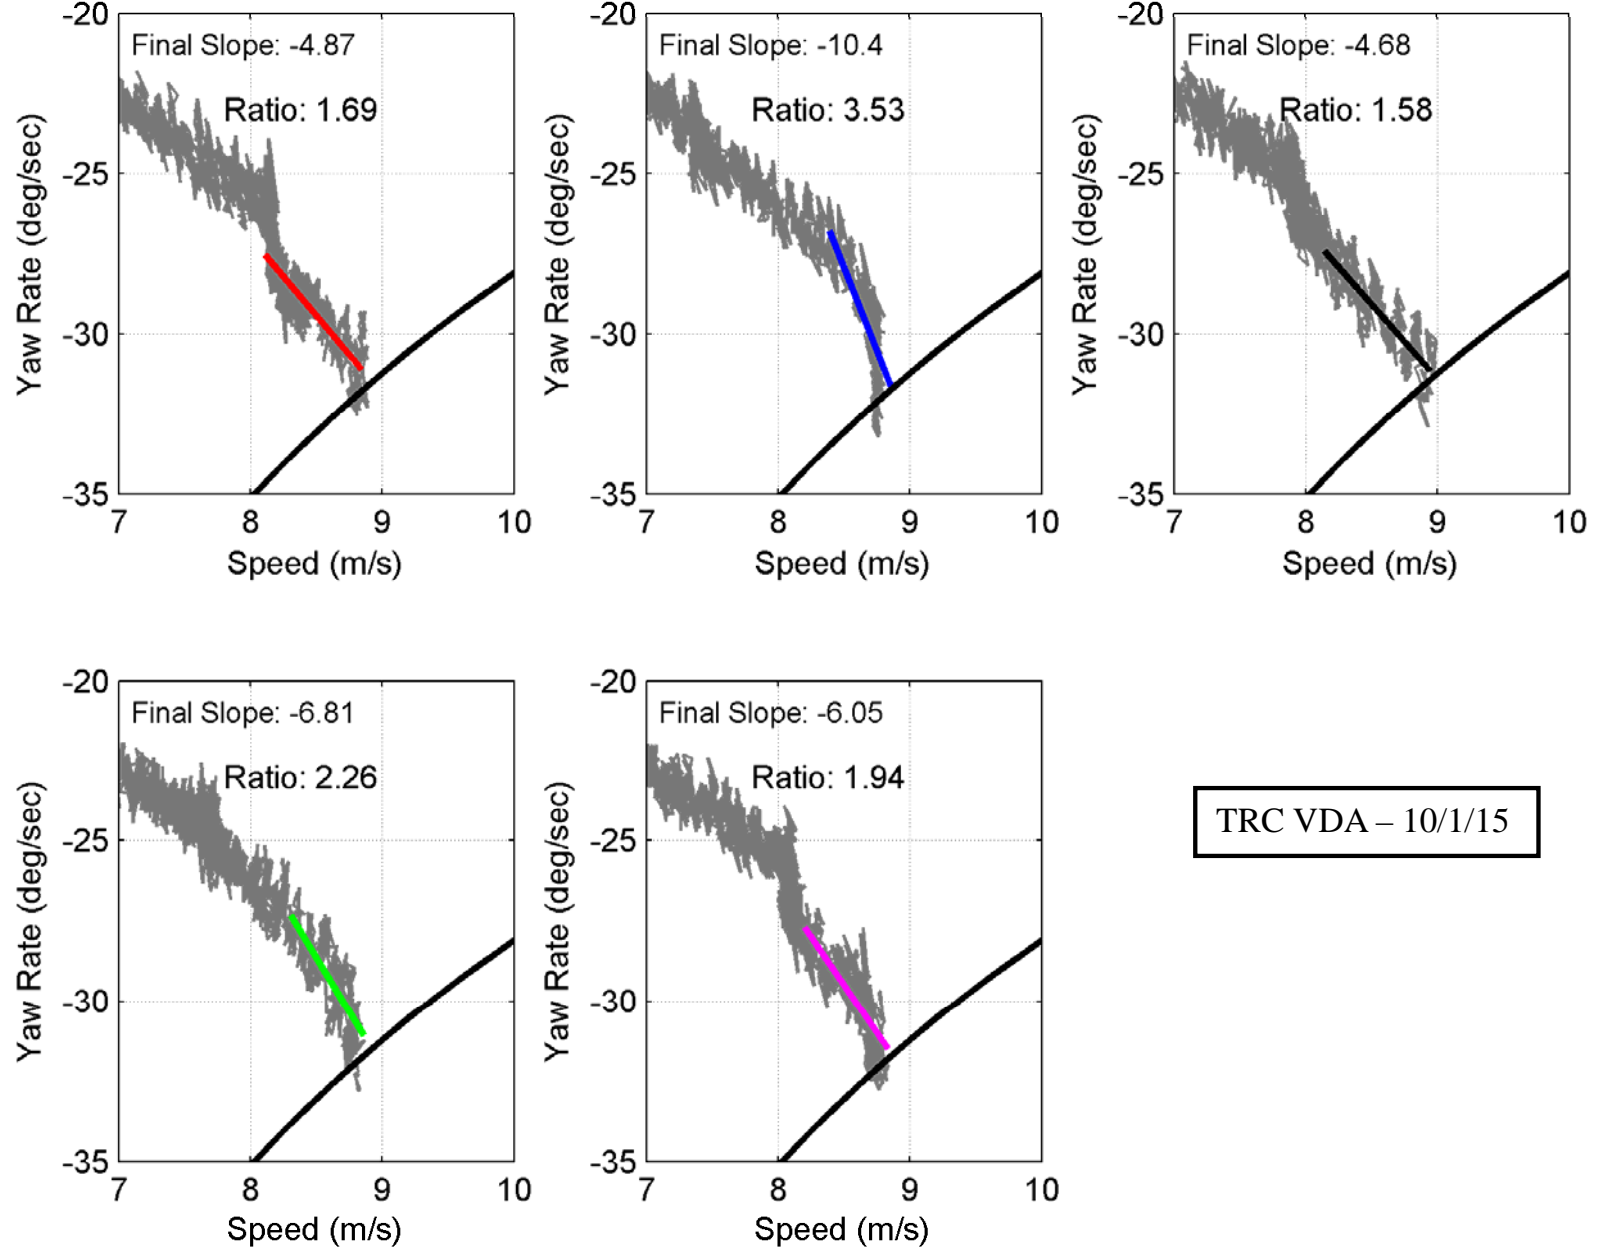 Final Slope: -4.87
Ratio: 1.69
-20
-25
-30
-35
7 8 9 10
Yaw Rate (deg/sec)
Speed (m/s)
Final Slope: -10.4
Ratio: 3.53
-20
-25
-30
-35
7 8 9 10
Yaw Rate (deg/sec)
Speed (m/s)
Final Slope: -4.68
Ratio: 1.58
-20
-25
-30
-35
7 8 9 10
Yaw Rate (deg/sec)
Speed (m/s)
Final Slope: -6.81
Ratio: 2.26
-20
-25
-30
-35
7 8 9 10
Yaw Rate (deg/sec)
Speed (m/s)
Final Slope: -6.05
Ratio: 1.94
-20
-25
-30
-35
7 8 9 10
Yaw Rate (deg/sec)
Speed (m/s)
TRC VDA – 10/1/15